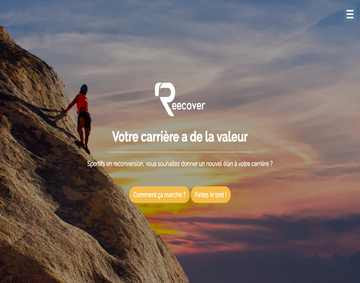 Reecover
Votre carrière a de la valeur
Sportifs en reconversion, vous souhaitez donner un nouvel élan à votre carrière ?
Comment ça marche ?
Faites le test !